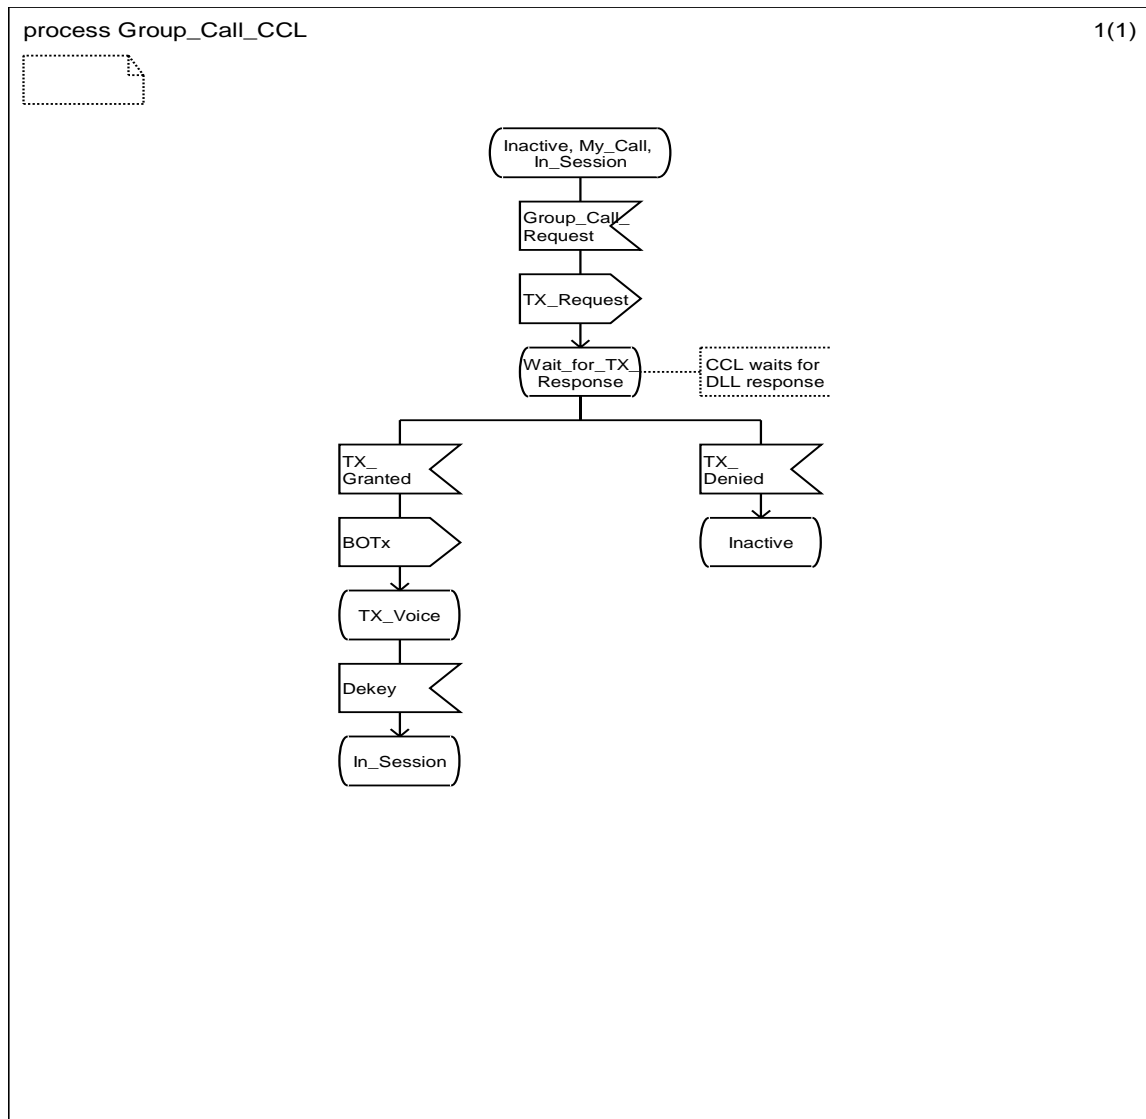 process Group_Call_CCL
1(1)
Inactive, My_Call,
In_Session
Group_Call_
Request
TX_Request
Wait_for_TX_
Response
CCL waits for
DLL response
TX_
Granted
TX_
Denied
BOTx
Inactive
TX_Voice
Dekey
In_Session